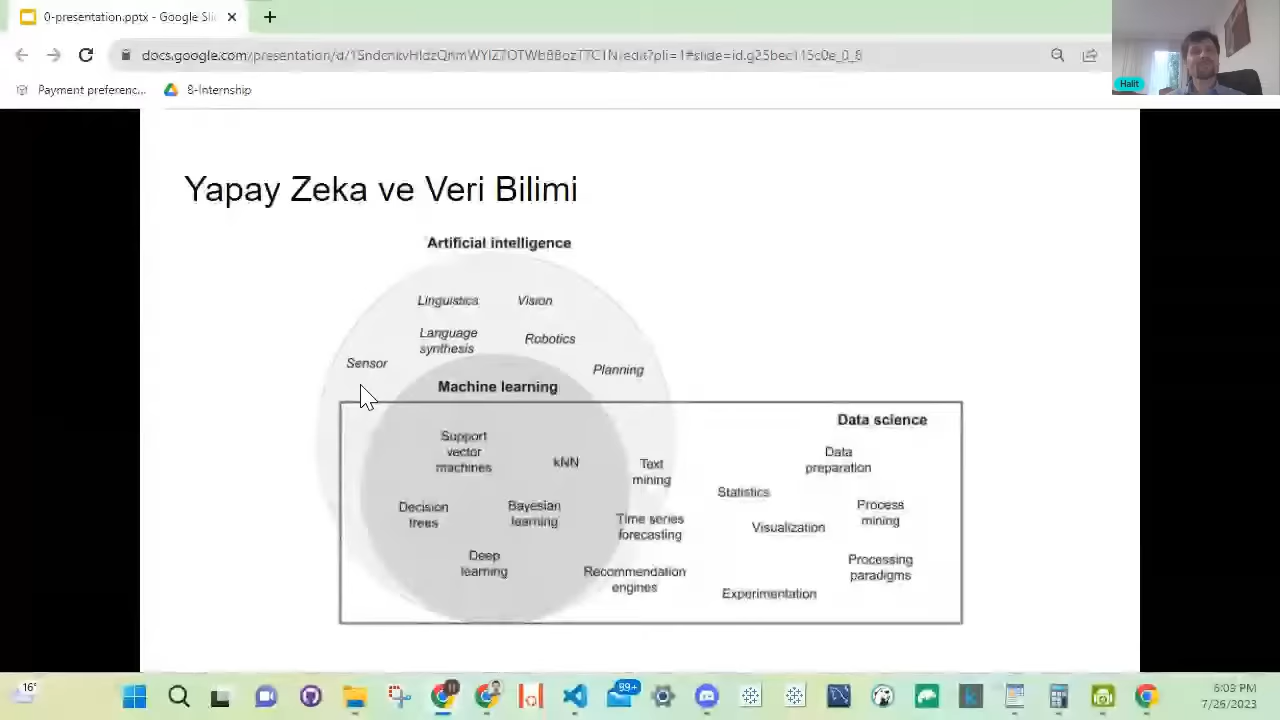 0-presentation.pptx - Google Sli
Payment preferenc...
8-Internship
Halit
Yapay Zeka ve Veri Bilimi
Artificial intelligence
Linguistics
Vision
Language
synthesis
Robotics
Sensor
Planning
Machine learning
Data science
Support
vector
machines
kNN
Text
mining
Data
preparation
Statistics
Decision
trees
Bayesian
learning
Time series
forecasting
Visualization
Process
mining
Deep
learning
Recommendation
engines
Experimentation
Processing
paradigms
16°
99+
6:03 PM
7/26/2023